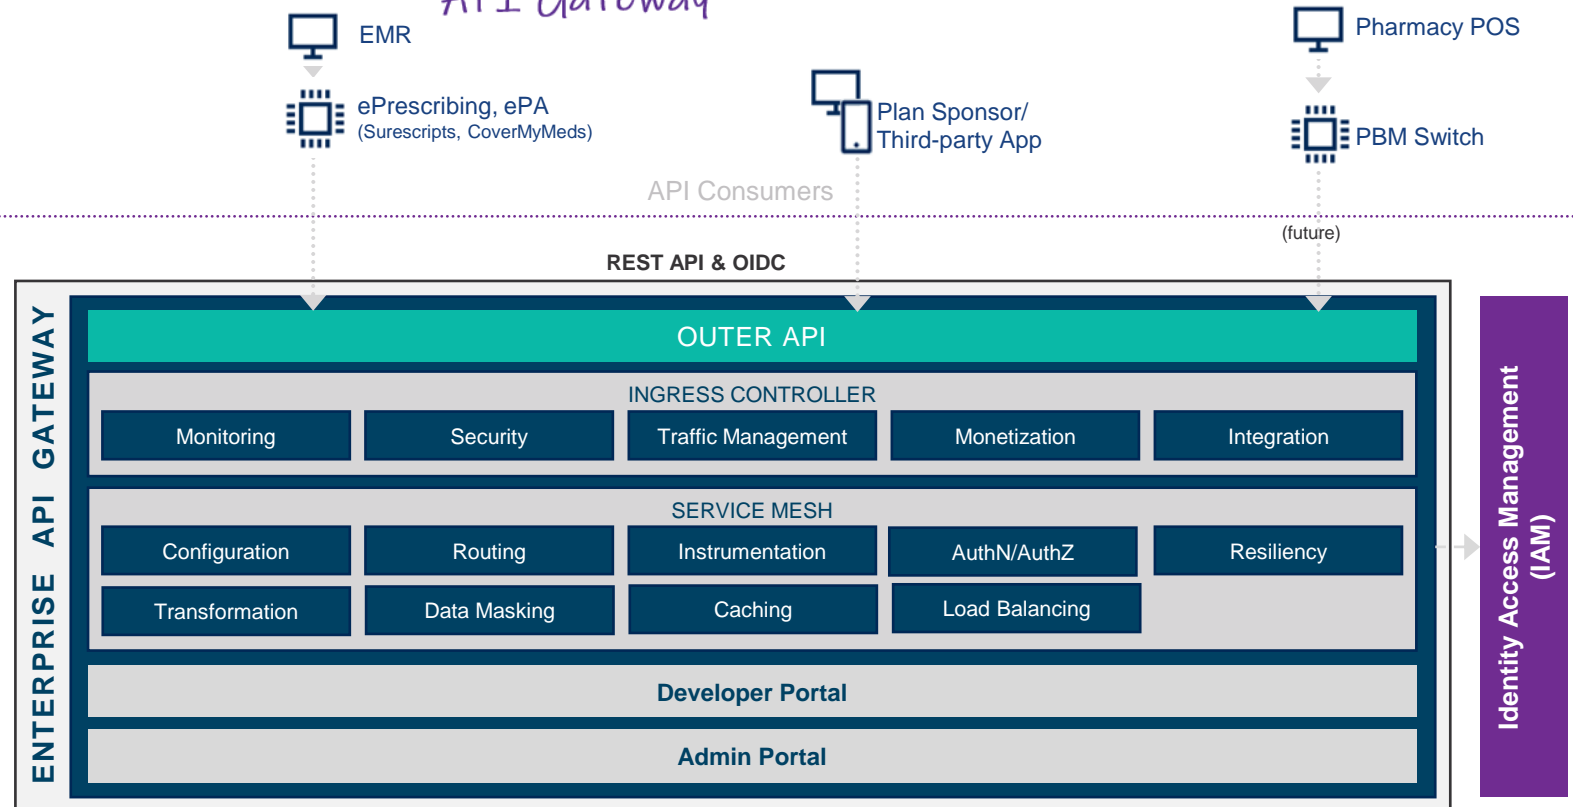 API Gateway
EMR
Pharmacy POS
ePrescribing, ePA
(Surescripts, CoverMyMeds)
Plan Sponsor/
Third-party App
PBM Switch
API Consumers
(future)
REST API & OIDC
ENTERPRISE API GATEWAY
OUTER API
INGRESS CONTROLLER
Monitoring
Security
Traffic Management
Monetization
Integration
SERVICE MESH
Configuration
Routing
Instrumentation
AuthN/AuthZ
Resiliency
Transformation
Data Masking
Caching
Load Balancing
Developer Portal
Admin Portal
Identity Access Management
(IAM)